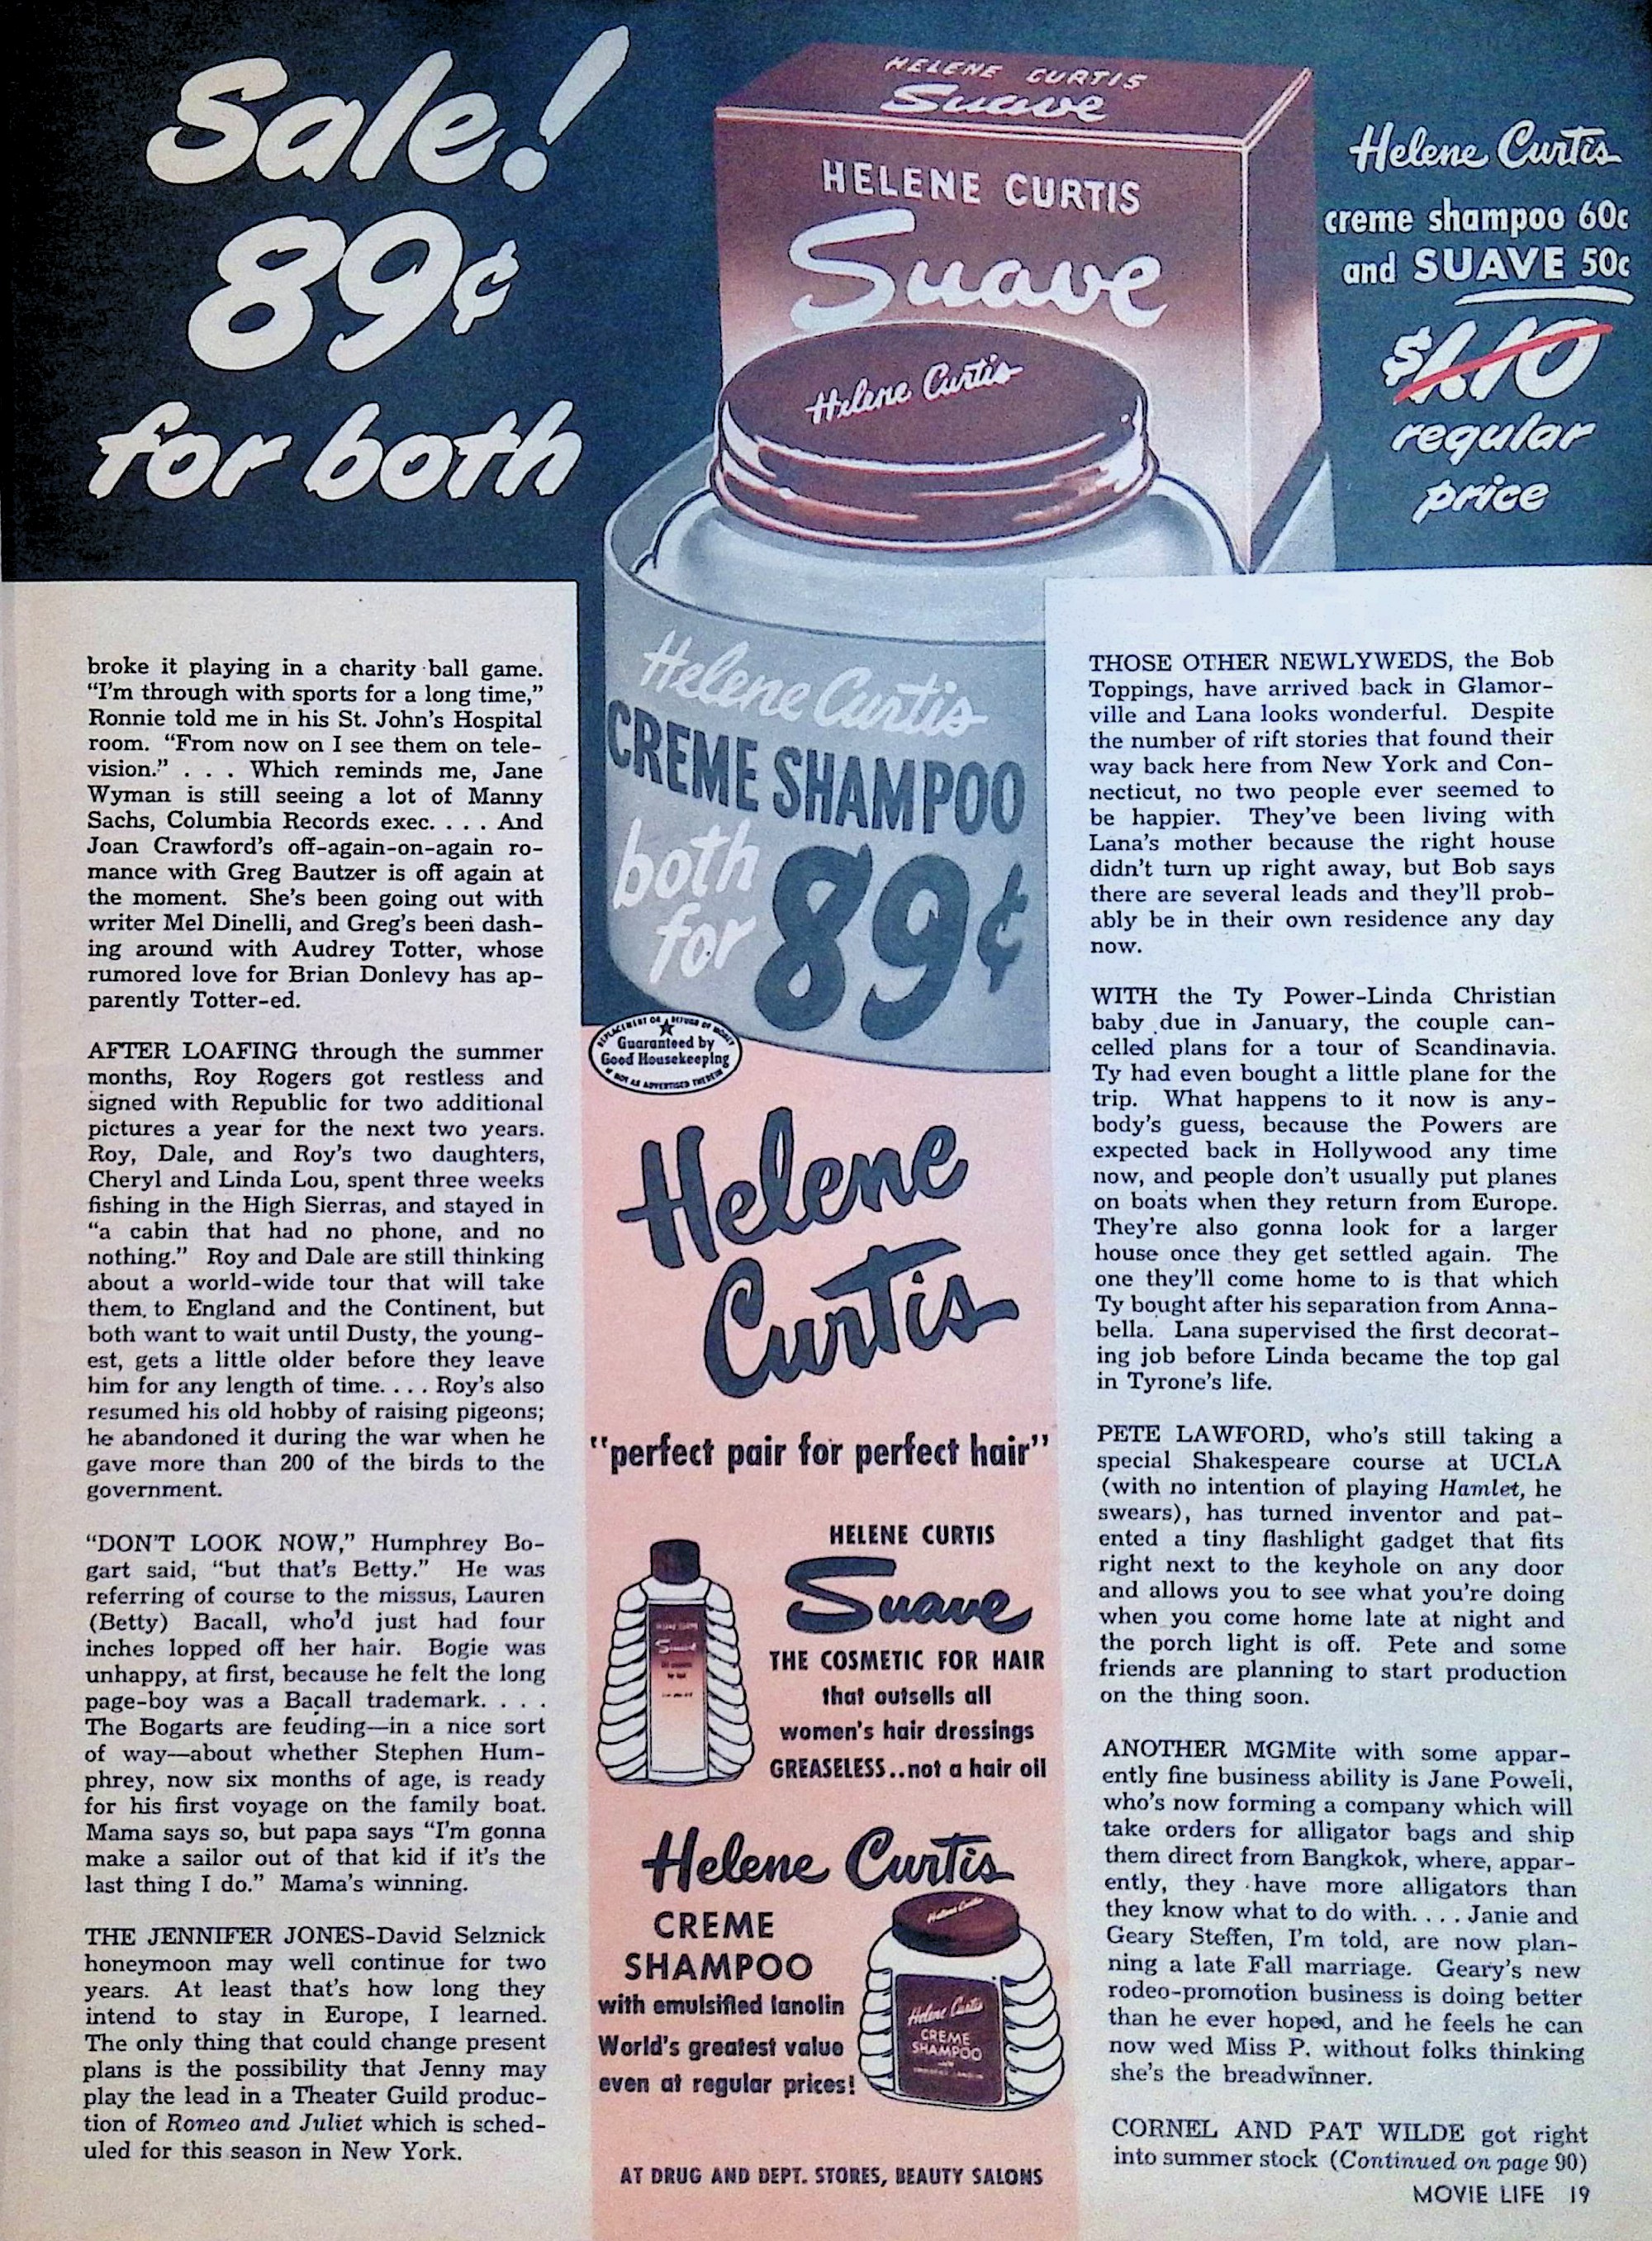 Sale!
89¢
for both
HELENE CURTIS
Suave
HELENE CURTIS
Suave
Helene Curtis
Helene Curtis
creme shampoo 60c
and SUAVE 50c
$1.10
regular
price
Helene Curtis
CREME SHAMPOO
both
for
89¢
REPLACEMENT OR REFUND OF MONEY
Guaranteed by
Good Housekeeping
IF NOT AS ADVERTISED THEREIN
Helene
Curtis
"perfect pair for perfect hair"
HELENE CURTIS
Suave
THE COSMETIC FOR HAIR
that outsells all
women's hair dressings
GREASELESS..not a hair oil
Suave
Helene Curtis
CREME
SHAMPOO
with emulsified lanolin
World's greatest value
even at regular prices!
Helene Curtis
Helene Curtis
CREME
SHAMPOO
AT DRUG AND DEPT. STORES, BEAUTY SALONS
broke it playing in a charity ball game.
“I'm through with sports for a long time,”
Ronnie told me in his St. John's Hospital
room. “From now on I see them on tele-
vision.” . . . Which reminds me, Jane
Wyman is still seeing a lot of Manny
Sachs, Columbia Records exec. . . . And
Joan Crawford's off-again-on-again ro-
mance with Greg Bautzer is off again at
the moment. She's been going out with
writer Mel Dinelli, and Greg's been dash-
ing around with Audrey Totter, whose
rumored love for Brian Donlevy has ap-
parently Totter-ed.
AFTER LOAFING through the summer
months, Roy Rogers got restless and
signed with Republic for two additional
pictures a year for the next two years.
Roy, Dale, and Roy's two daughters,
Cheryl and Linda Lou, spent three weeks
fishing in the High Sierras, and stayed in
“a cabin that had no phone, and no
nothing.” Roy and Dale are still thinking
about a world-wide tour that will take
them to England and the Continent, but
both want to wait until Dusty, the young-
est, gets a little older before they leave
him for any length of time. . . . Roy's also
resumed his old hobby of raising pigeons;
he abandoned it during the war when he
gave more than 200 of the birds to the
government.
“DON'T LOOK NOW,” Humphrey Bo-
gart said, “but that's Betty.” He was
referring of course to the missus, Lauren
(Betty) Bacall, who'd just had four
inches lopped off her hair. Bogie was
unhappy, at first, because he felt the long
page-boy was a Bacall trademark. . . .
The Bogarts are feuding—in a nice sort
of way—about whether Stephen Hum-
phrey, now six months of age, is ready
for his first voyage on the family boat.
Mama says so, but papa says “I'm gonna
make a sailor out of that kid if it's the
last thing I do.” Mama's winning.
THE JENNIFER JONES-David Selznick
honeymoon may well continue for two
years. At least that's how long they
intend to stay in Europe, I learned.
The only thing that could change present
plans is the possibility that Jenny may
play the lead in a Theater Guild produc-
tion of Romeo and Juliet which is sched-
uled for this season in New York.
THOSE OTHER NEWLYWEDS, the Bob
Toppings, have arrived back in Glamor-
ville and Lana looks wonderful. Despite
the number of rift stories that found their
way back here from New York and Con-
necticut, no two people ever seemed to
be happier. They've been living with
Lana's mother because the right house
didn't turn up right away, but Bob says
there are several leads and they'll prob-
ably be in their own residence any day
now.
WITH the Ty Power-Linda Christian
baby due in January, the couple can-
celled plans for a tour of Scandinavia.
Ty had even bought a little plane for the
trip. What happens to it now is any-
body's guess, because the Powers are
expected back in Hollywood any time
now, and people don't usually put planes
on boats when they return from Europe.
They're also gonna look for a larger
house once they get settled again. The
one they'll come home to is that which
Ty bought after his separation from Anna-
bella. Lana supervised the first decorat-
ing job before Linda became the top gal
in Tyrone's life.
PETE LAWFORD, who's still taking a
special Shakespeare course at UCLA
(with no intention of playing Hamlet, he
swears), has turned inventor and pat-
ented a tiny flashlight gadget that fits
right next to the keyhole on any door
and allows you to see what you're doing
when you come home late at night and
the porch light is off. Pete and some
friends are planning to start production
on the thing soon.
ANOTHER MGMite with some appar-
ently fine business ability is Jane Powell,
who's now forming a company which will
take orders for alligator bags and ship
them direct from Bangkok, where, appar-
ently, they have more alligators than
they know what to do with. . . . Janie and
Geary Steffen, I'm told, are now plan-
ning a late Fall marriage. Geary's new
rodeo-promotion business is doing better
than he ever hoped, and he feels he can
now wed Miss P. without folks thinking
she's the breadwinner.
CORNEL AND PAT WILDE got right
into summer stock (Continued on page 90)
MOVIE LIFE 19